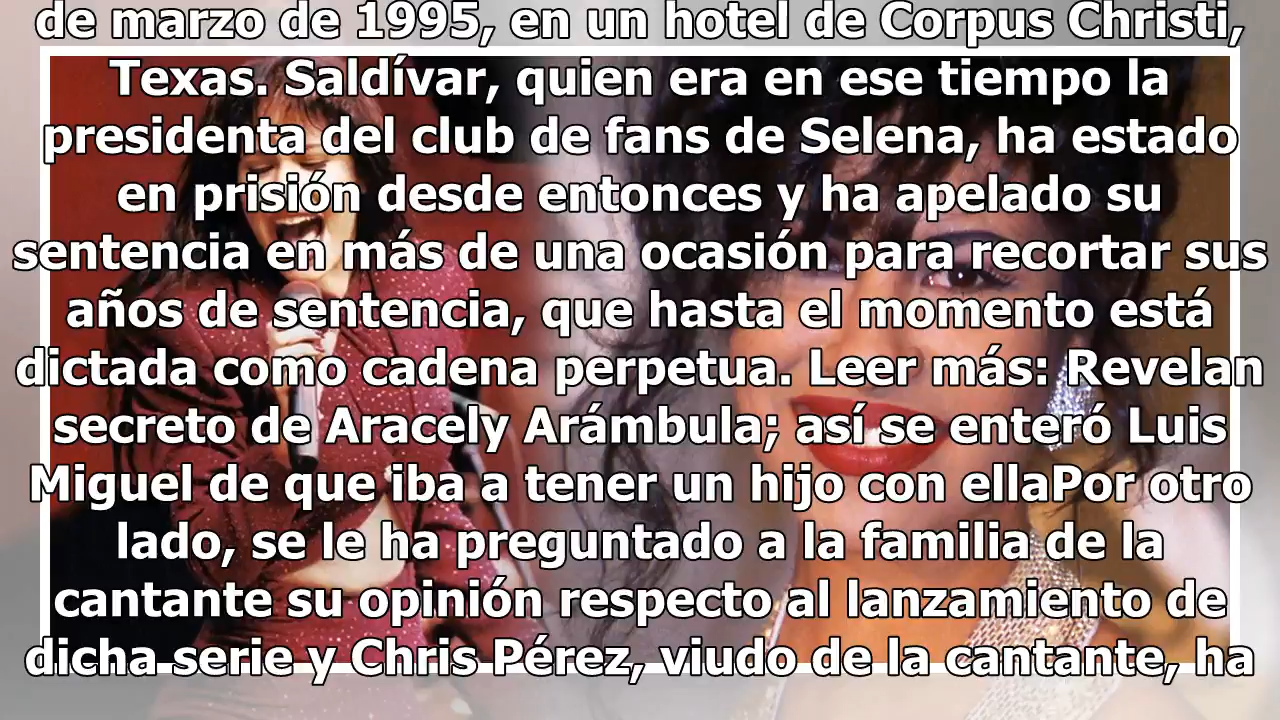 de marzo de 1995, en un hotel de Corpus Christi,
Texas. Saldívar, quien era en ese tiempo la
presidenta del club de fans de Selena, ha estado
en prisión desde entonces y ha apelado su
sentencia en más de una ocasión para recortar sus
años de sentencia, que hasta el momento está
dictada como cadena perpetua. Leer más: Revelan
secreto de Aracely Arámbula; así se enteró Luis
Miguel de que iba a tener un hijo con ellaPor otro
lado, se le ha preguntado a la familia de la
cantante su opinión respecto al lanzamiento de
dicha serie y Chris Pérez, viudo de la cantante, ha